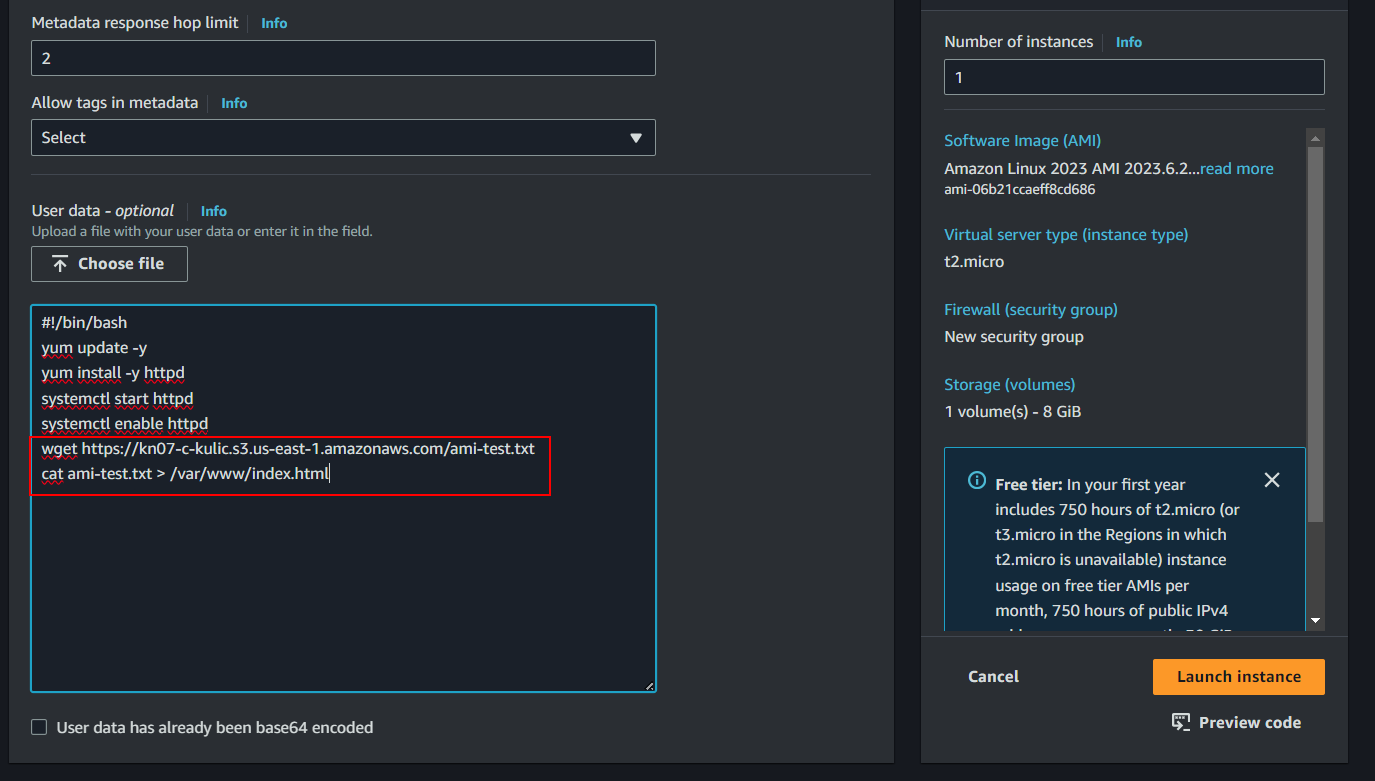 Metadata response hop limit Info
2
Allow tags in metadata Info
Select
User data - optional Info
Upload a file with your user data or enter it in the field.
Choose file
#!/bin/bash
yum update -y
yum install -y httpd
systemctl start httpd
systemctl enable httpd
wget https://kn07-c-kulic.s3.us-east-1.amazonaws.com/ami-test.txt
cat ami-test.txt > /var/www/index.html
User data has already been base64 encoded
Number of instances Info
1
Software Image (AMI)
Amazon Linux 2023 AMI 2023.6.2...read more
ami-06b21ccaeff8cd686
Virtual server type (instance type)
t2.micro
Firewall (security group)
New security group
Storage (volumes)
1 volume(s) - 8 GiB
Free tier: In your first year
includes 750 hours of t2.micro (or
t3.micro in the Regions in which
t2.micro is unavailable) instance
usage on free tier AMIs per
month, 750 hours of public IPv4
Cancel
Launch instance
Preview code